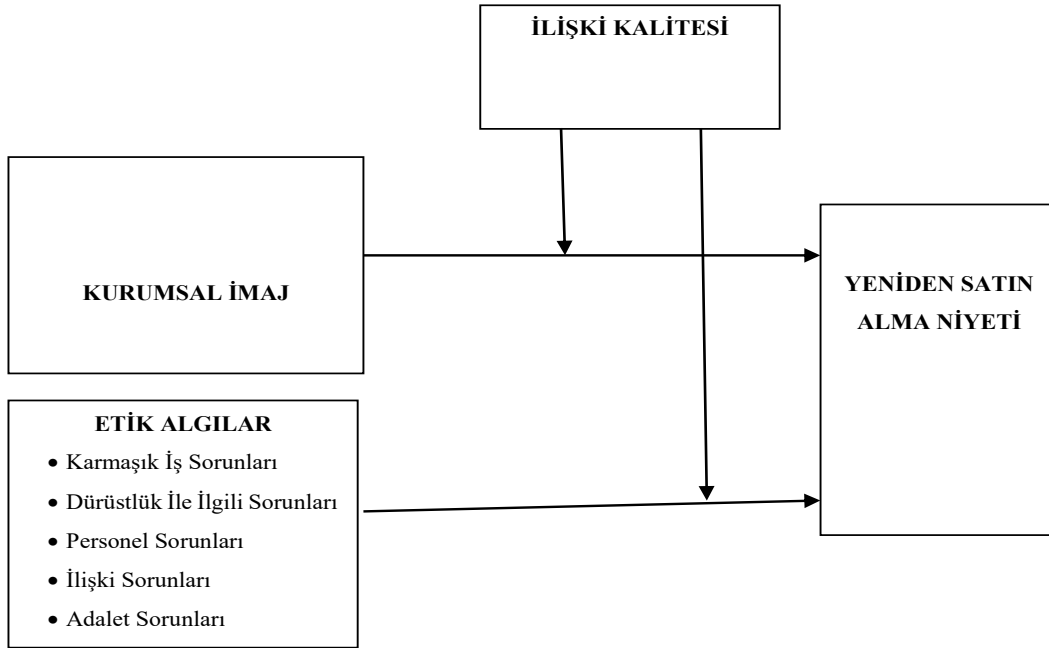 İLİŞKİ KALİTESİ
KURUMSAL İMAJ
YENİDEN SATIN
ALMA NİYETİ
ETİK ALGILAR
• Karmaşık İş Sorunları
• Dürüstlük İle İlgili Sorunları
• Personel Sorunları
• İlişki Sorunları
• Adalet Sorunları